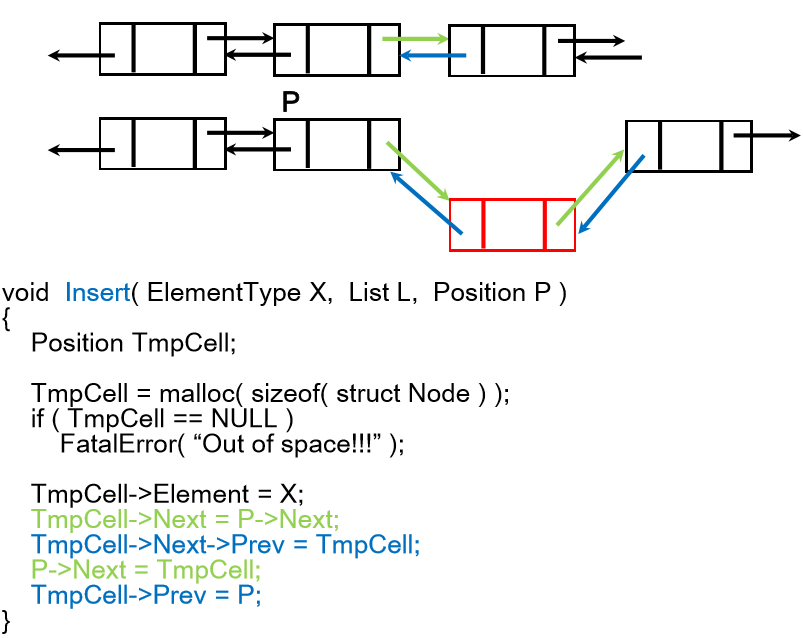 P
void Insert( ElementType X, List L, Position P )
{
Position TmpCell;
TmpCell = malloc( sizeof( struct Node ) );
if ( TmpCell == NULL )
FatalError( “Out of space!!!” );
TmpCell->Element = X;
TmpCell->Next = P->Next;
TmpCell->Next->Prev = TmpCell;
P->Next = TmpCell;
TmpCell->Prev = P;
}